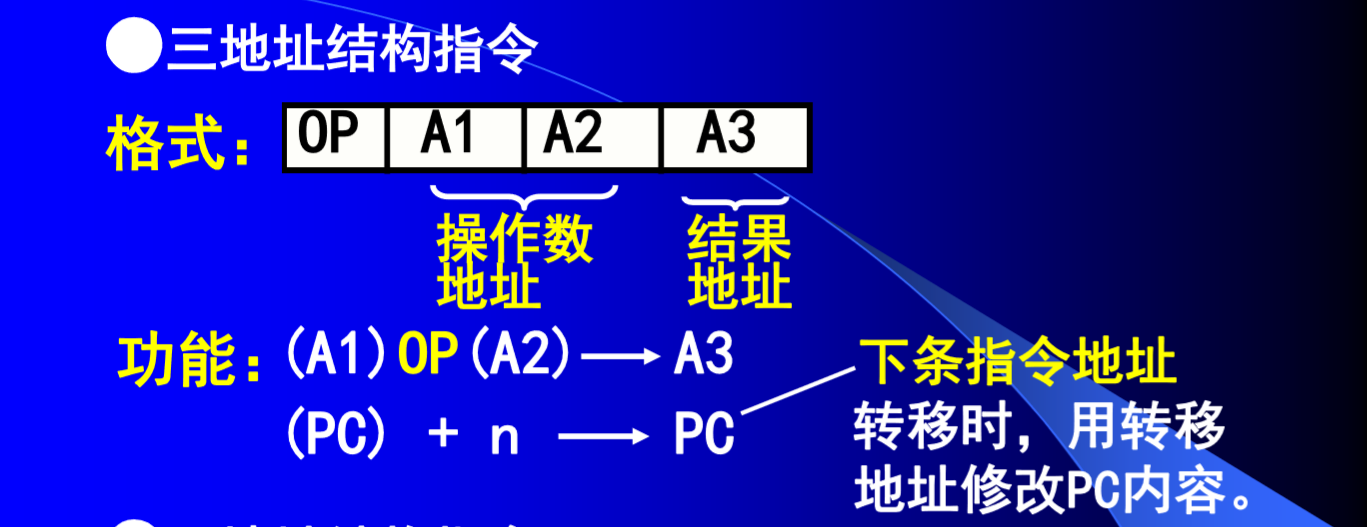 ●三地址结构指令
格式: OP A1 A2 A3
操作数地址 结果地址
功能: (A1)OP(A2)→A3
(PC) + n → PC
下条指令地址
转移时,用转移
地址修改PC内容。